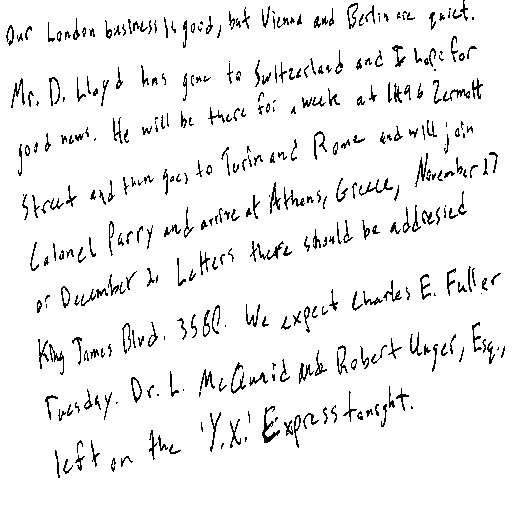 Our London business is good, but Vienna and Berlin are quiet.
Mr. D. Lloyd has gone to Switzerland and I hope for
good news. He will be there for a week at 1496 Zermott
Street and then goes to Turin and Rome and will join
Colonel Parry and arrive at Athens, Greece, November 27
or December 2. Letters there should be addressed
King James Blvd. 3580. We expect Charles E. Fuller
Tuesday. Dr. L. McQuaid and Robert Unger, Esq.,
left on the 'Y.X.' Express tonight.